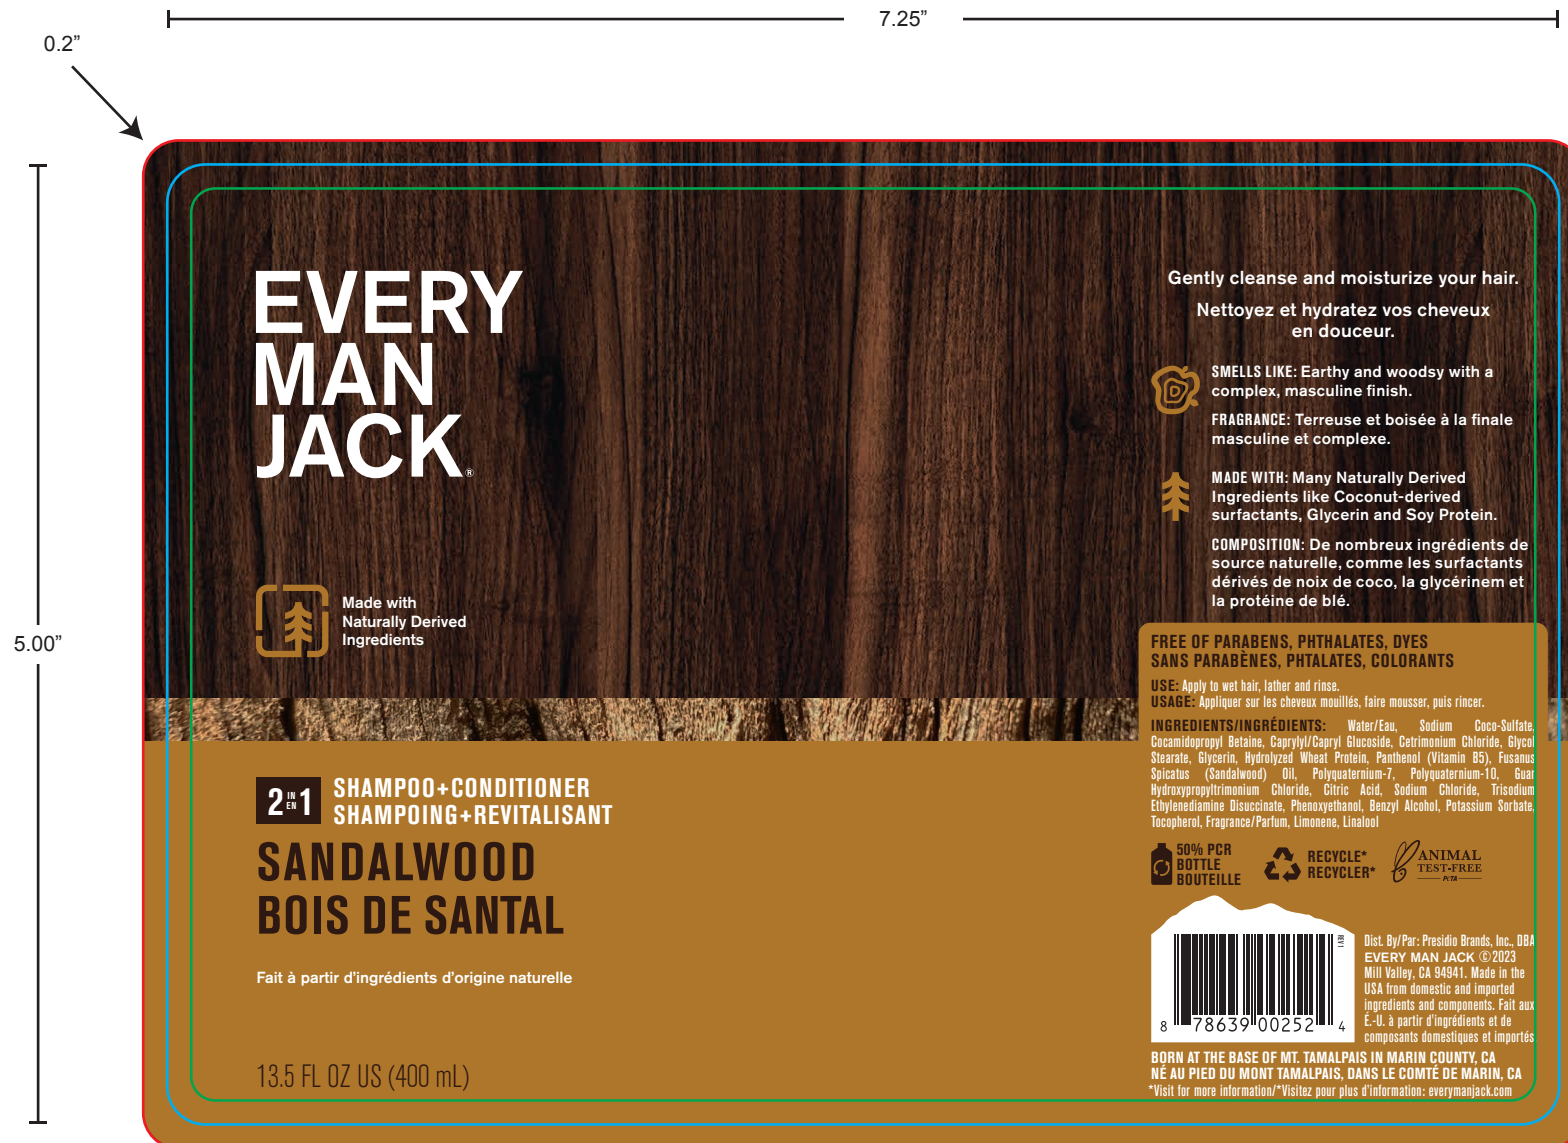 7.25”
0.2”
5.00”
EVERY
MAN
JACK®
Made with
Naturally Derived
Ingredients
2 IN EN 1
SHAMPOO+CONDITIONER
SHAMPOING+REVITALISANT
SANDALWOOD
BOIS DE SANTAL
Fait à partir d’ingrédients d’origine naturelle
13.5 FL OZ US (400 mL)
Gently cleanse and moisturize your hair.
Nettoyez et hydratez vos cheveux
en douceur.
SMELLS LIKE: Earthy and woodsy with a
complex, masculine finish.
FRAGRANCE: Terreuse et boisée à la finale
masculine et complexe.
MADE WITH: Many Naturally Derived
Ingredients like Coconut-derived
surfactants, Glycerin and Soy Protein.
COMPOSITION: De nombreux ingrédients de
source naturelle, comme les surfactants
dérivés de noix de coco, la glycérinem et
la protéine de blé.
FREE OF PARABENS, PHTHALATES, DYES
SANS PARABÈNES, PHTALATES, COLORANTS
USE: Apply to wet hair, lather and rinse.
USAGE: Appliquer sur les cheveux mouillés, faire mousser, puis rincer.
INGREDIENTS/INGRÉDIENTS: Water/Eau, Sodium Coco-Sulfate,
Cocamidopropyl Betaine, Caprylyl/Capryl Glucoside, Cetrimonium Chloride, Glycol
Stearate, Glycerin, Hydrolyzed Wheat Protein, Panthenol (Vitamin B5), Fusanus
Spicatus (Sandalwood) Oil, Polyquaternium-7, Polyquaternium-10, Guar
Hydroxypropyltrimonium Chloride, Citric Acid, Sodium Chloride, Trisodium
Ethylenediamine Disuccinate, Phenoxyethanol, Benzyl Alcohol, Potassium Sorbate,
Tocopherol, Fragrance/Parfum, Limonene, Linalool
50% PCR
BOTTLE
BOUTEILLE
RECYCLE*
RECYCLER*
ANIMAL
TEST-FREE
PETA
REV1
8 78639 00252 4
Dist. By/Par: Presidio Brands, Inc., DBA
EVERY MAN JACK ©2023
Mill Valley, CA 94941. Made in the
USA from domestic and imported
ingredients and components. Fait aux
É.-U. à partir d'ingrédients et de
composants domestiques et importés
BORN AT THE BASE OF MT. TAMALPAIS IN MARIN COUNTY, CA
NÉ AU PIED DU MONT TAMALPAIS, DANS LE COMTÉ DE MARIN, CA
*Visit for more information/*Visitez pour plus d'information: everymanjack.com